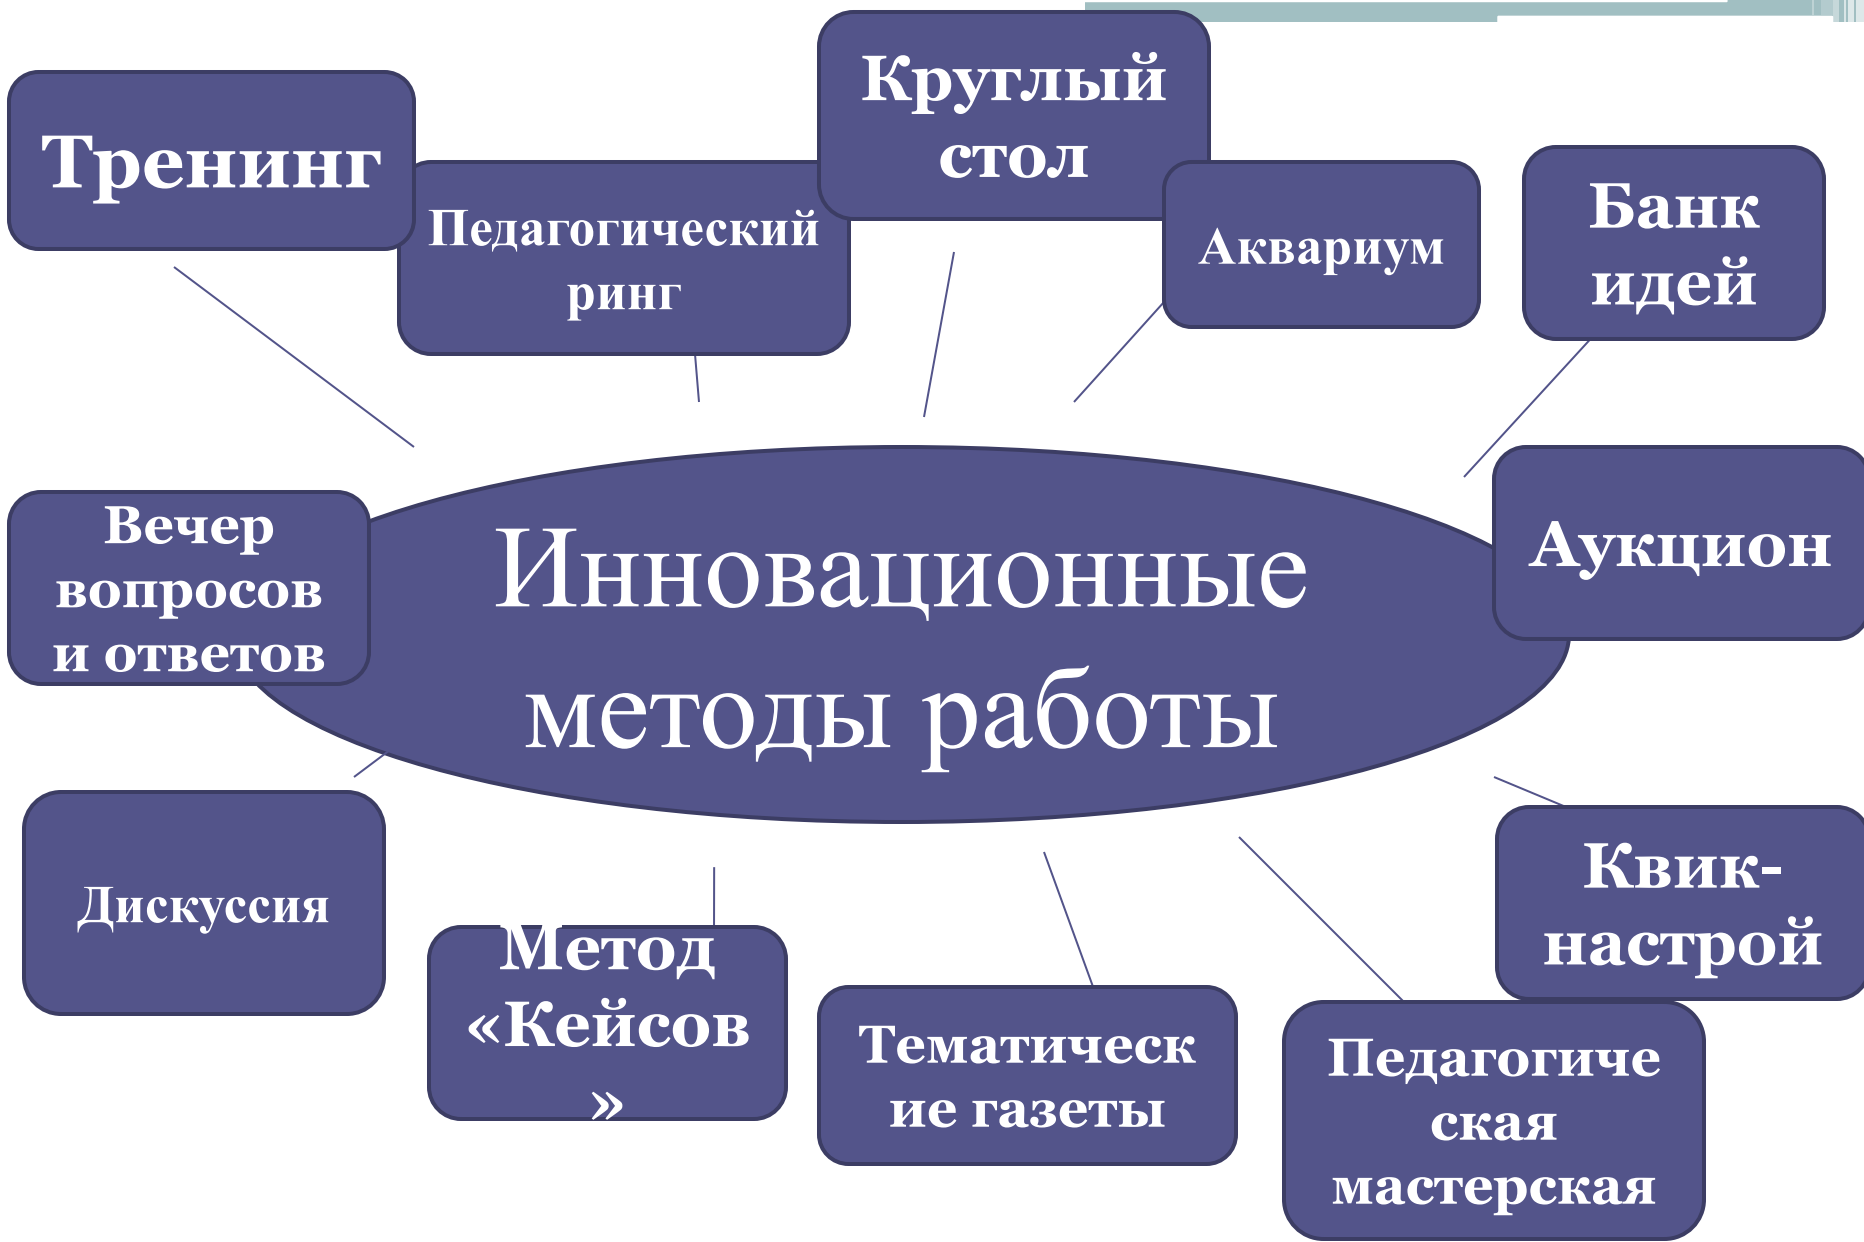 Тренинг
Педагогический
ринг
Круглый
стол
Аквариум
Банк
идей
Вечер
вопросов
и ответов
Инновационные
методы работы
Аукцион
Дискуссия
Метод
«Кейсов
»
Тематическ
ие газеты
Педагогиче
ская
мастерская
Квик-
настрой